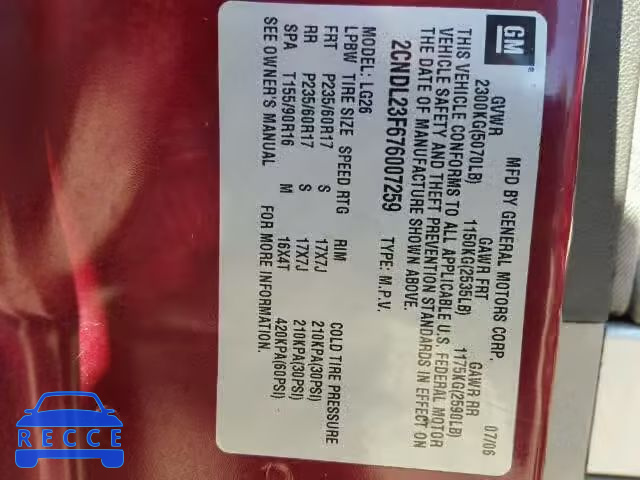 GM
MFD BY GENERAL MOTORS CORP. 07/06
GVWR GAWR FRT GAWR RR
2300KG(5070LB) 1150KG(2535LB) 1175KG(2590LB)
THIS VEHICLE CONFORMS TO ALL APPLICABLE U.S. FEDERAL MOTOR
VEHICLE SAFETY AND THEFT PREVENTION STANDARDS IN EFFECT ON
THE DATE OF MANUFACTURE SHOWN ABOVE.
2CNDL23F676007259 TYPE: M.P.V.
MODEL: LG26
LPBW TIRE SIZE SPEED RTG RIM COLD TIRE PRESSURE
FRT P235/60R17 S 17X7J 210KPA(30PSI)
RR P235/60R17 S 17X7J 210KPA(30PSI)
SPA T155/90R16 M 16X4T 420KPA(60PSI)
SEE OWNER'S MANUAL FOR MORE INFORMATION.
RECCE